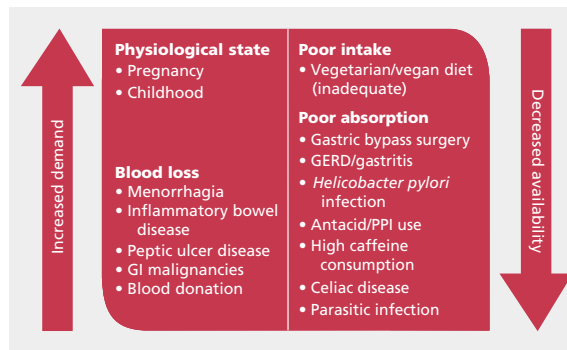 Increased demand
Physiological state
• Pregnancy
• Childhood
Blood loss
• Menorrhagia
• Inflammatory bowel
disease
• Peptic ulcer disease
• GI malignancies
• Blood donation
Poor intake
• Vegetarian/vegan diet
(inadequate)
Poor absorption
• Gastric bypass surgery
• GERD/gastritis
• Helicobacter pylori
infection
• Antacid/PPI use
• High caffeine
consumption
• Celiac disease
• Parasitic infection
Decreased availability